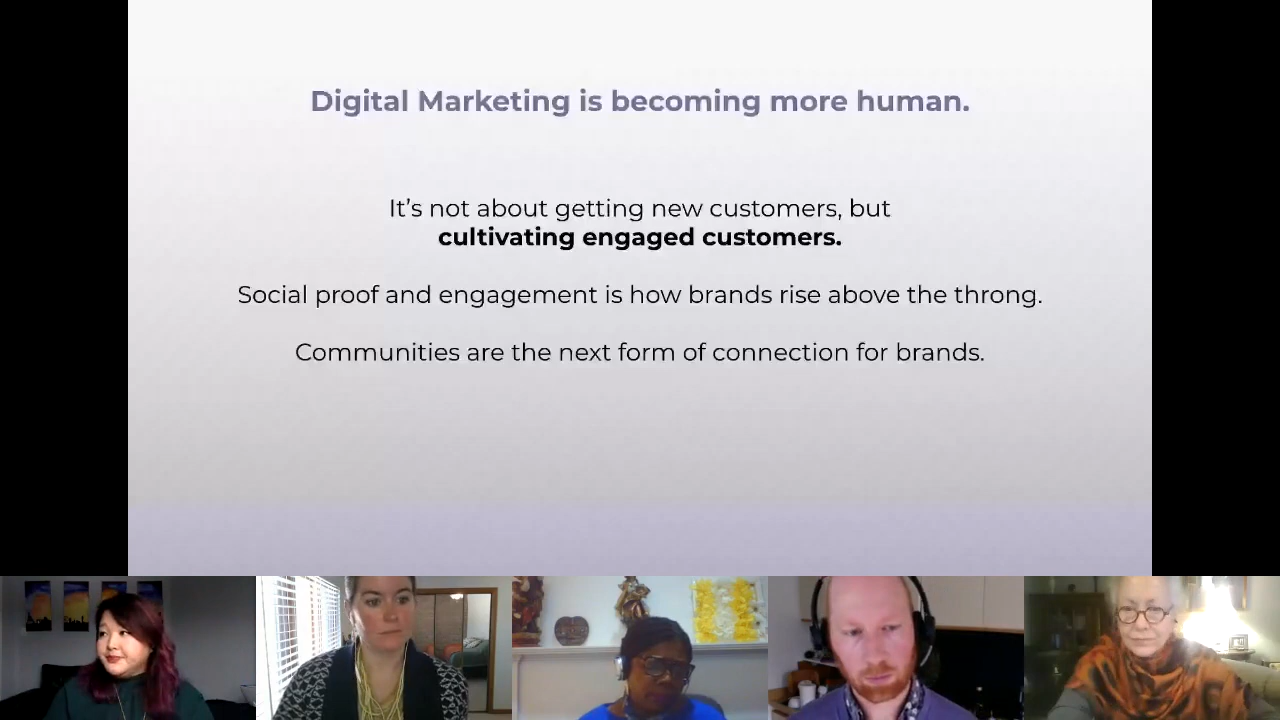 Digital Marketing is becoming more human.
It’s not about getting new customers, but
cultivating engaged customers.
Social proof and engagement is how brands rise above the throng.
Communities are the next form of connection for brands.